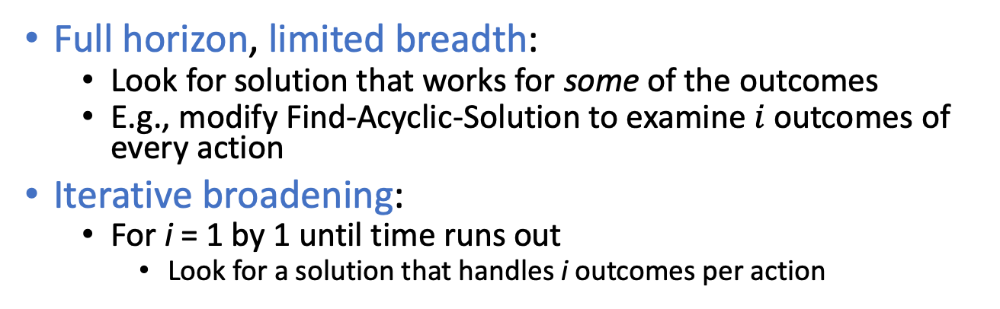 • Full horizon, limited breadth:
• Look for solution that works for some of the outcomes
• E.g., modify Find-Acyclic-Solution to examine i outcomes of
every action
• Iterative broadening:
• For i = 1 by 1 until time runs out
• Look for a solution that handles i outcomes per action